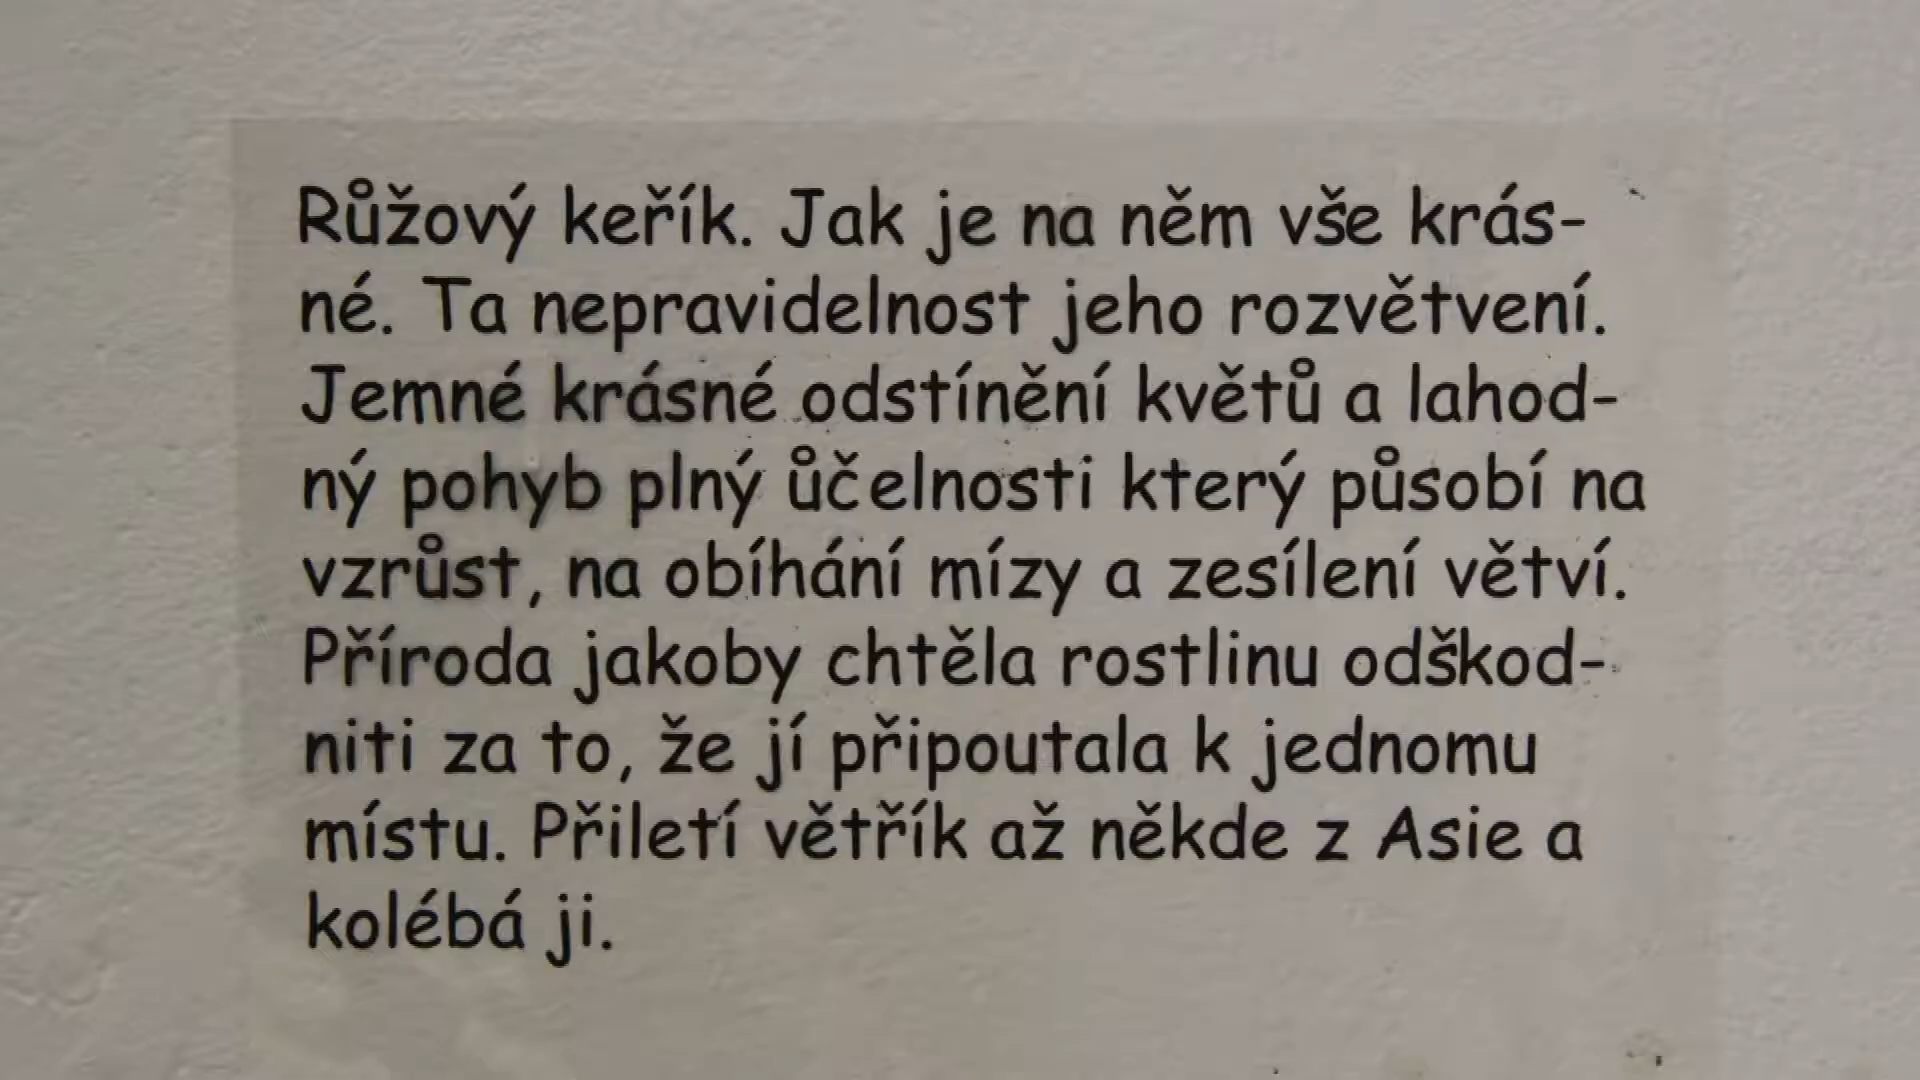 Růžový keřík. Jak je na něm vše krás-
né. Ta nepravidelnost jeho rozvětvení.
Jemné krásné odstínění květů a lahod-
ný pohyb plný ůčelnosti který působí na
vzrůst, na obíhání mízy a zesílení větví.
Příroda jakoby chtěla rostlinu odškod-
niti za to, že jí připoutala k jednomu
místu. Přiletí větřík až někde z Asie a
kolébá ji.